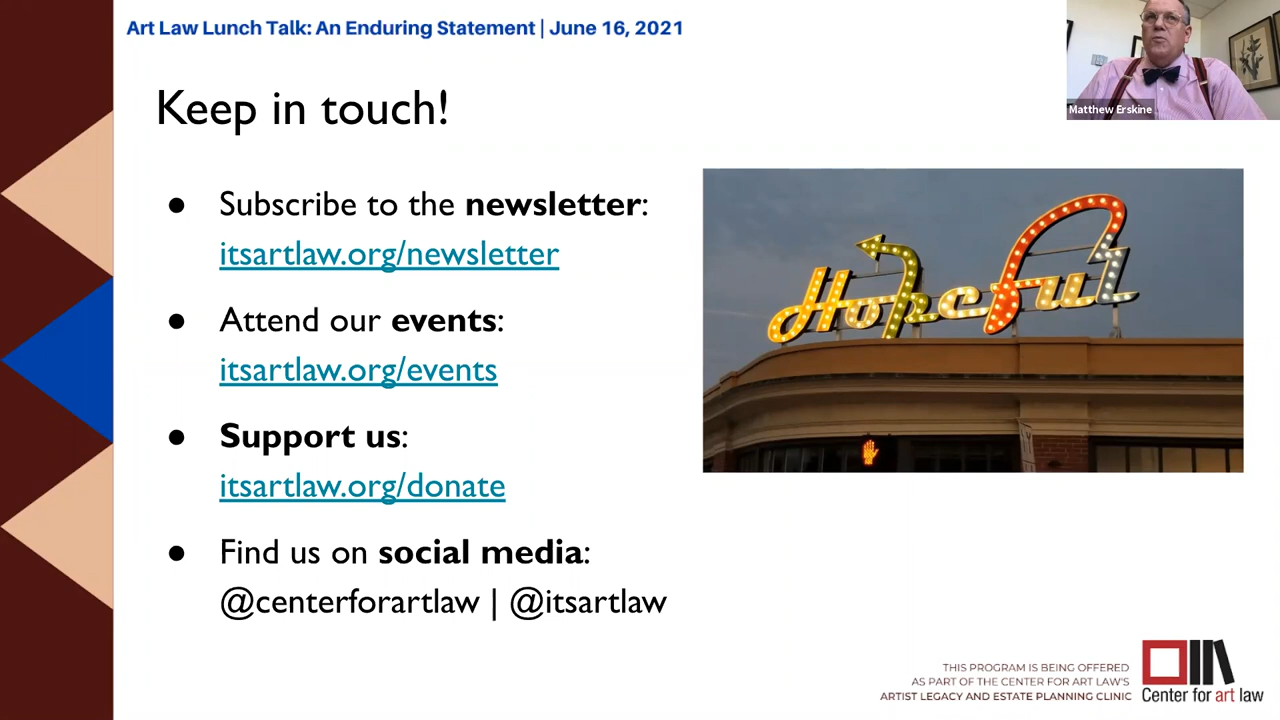 Art Law Lunch Talk: An Enduring Statement | June 16, 2021
Matthew Erskine
Keep in touch!
● Subscribe to the newsletter:
itsartlaw.org/newsletter
● Attend our events:
itsartlaw.org/events
● Support us:
itsartlaw.org/donate
● Find us on social media:
@centerforartlaw | @itsartlaw
Hopeful
THIS PROGRAM IS BEING OFFERED
AS PART OF THE CENTER FOR ART LAW'S
ARTIST LEGACY AND ESTATE PLANNING CLINIC
Center for art law